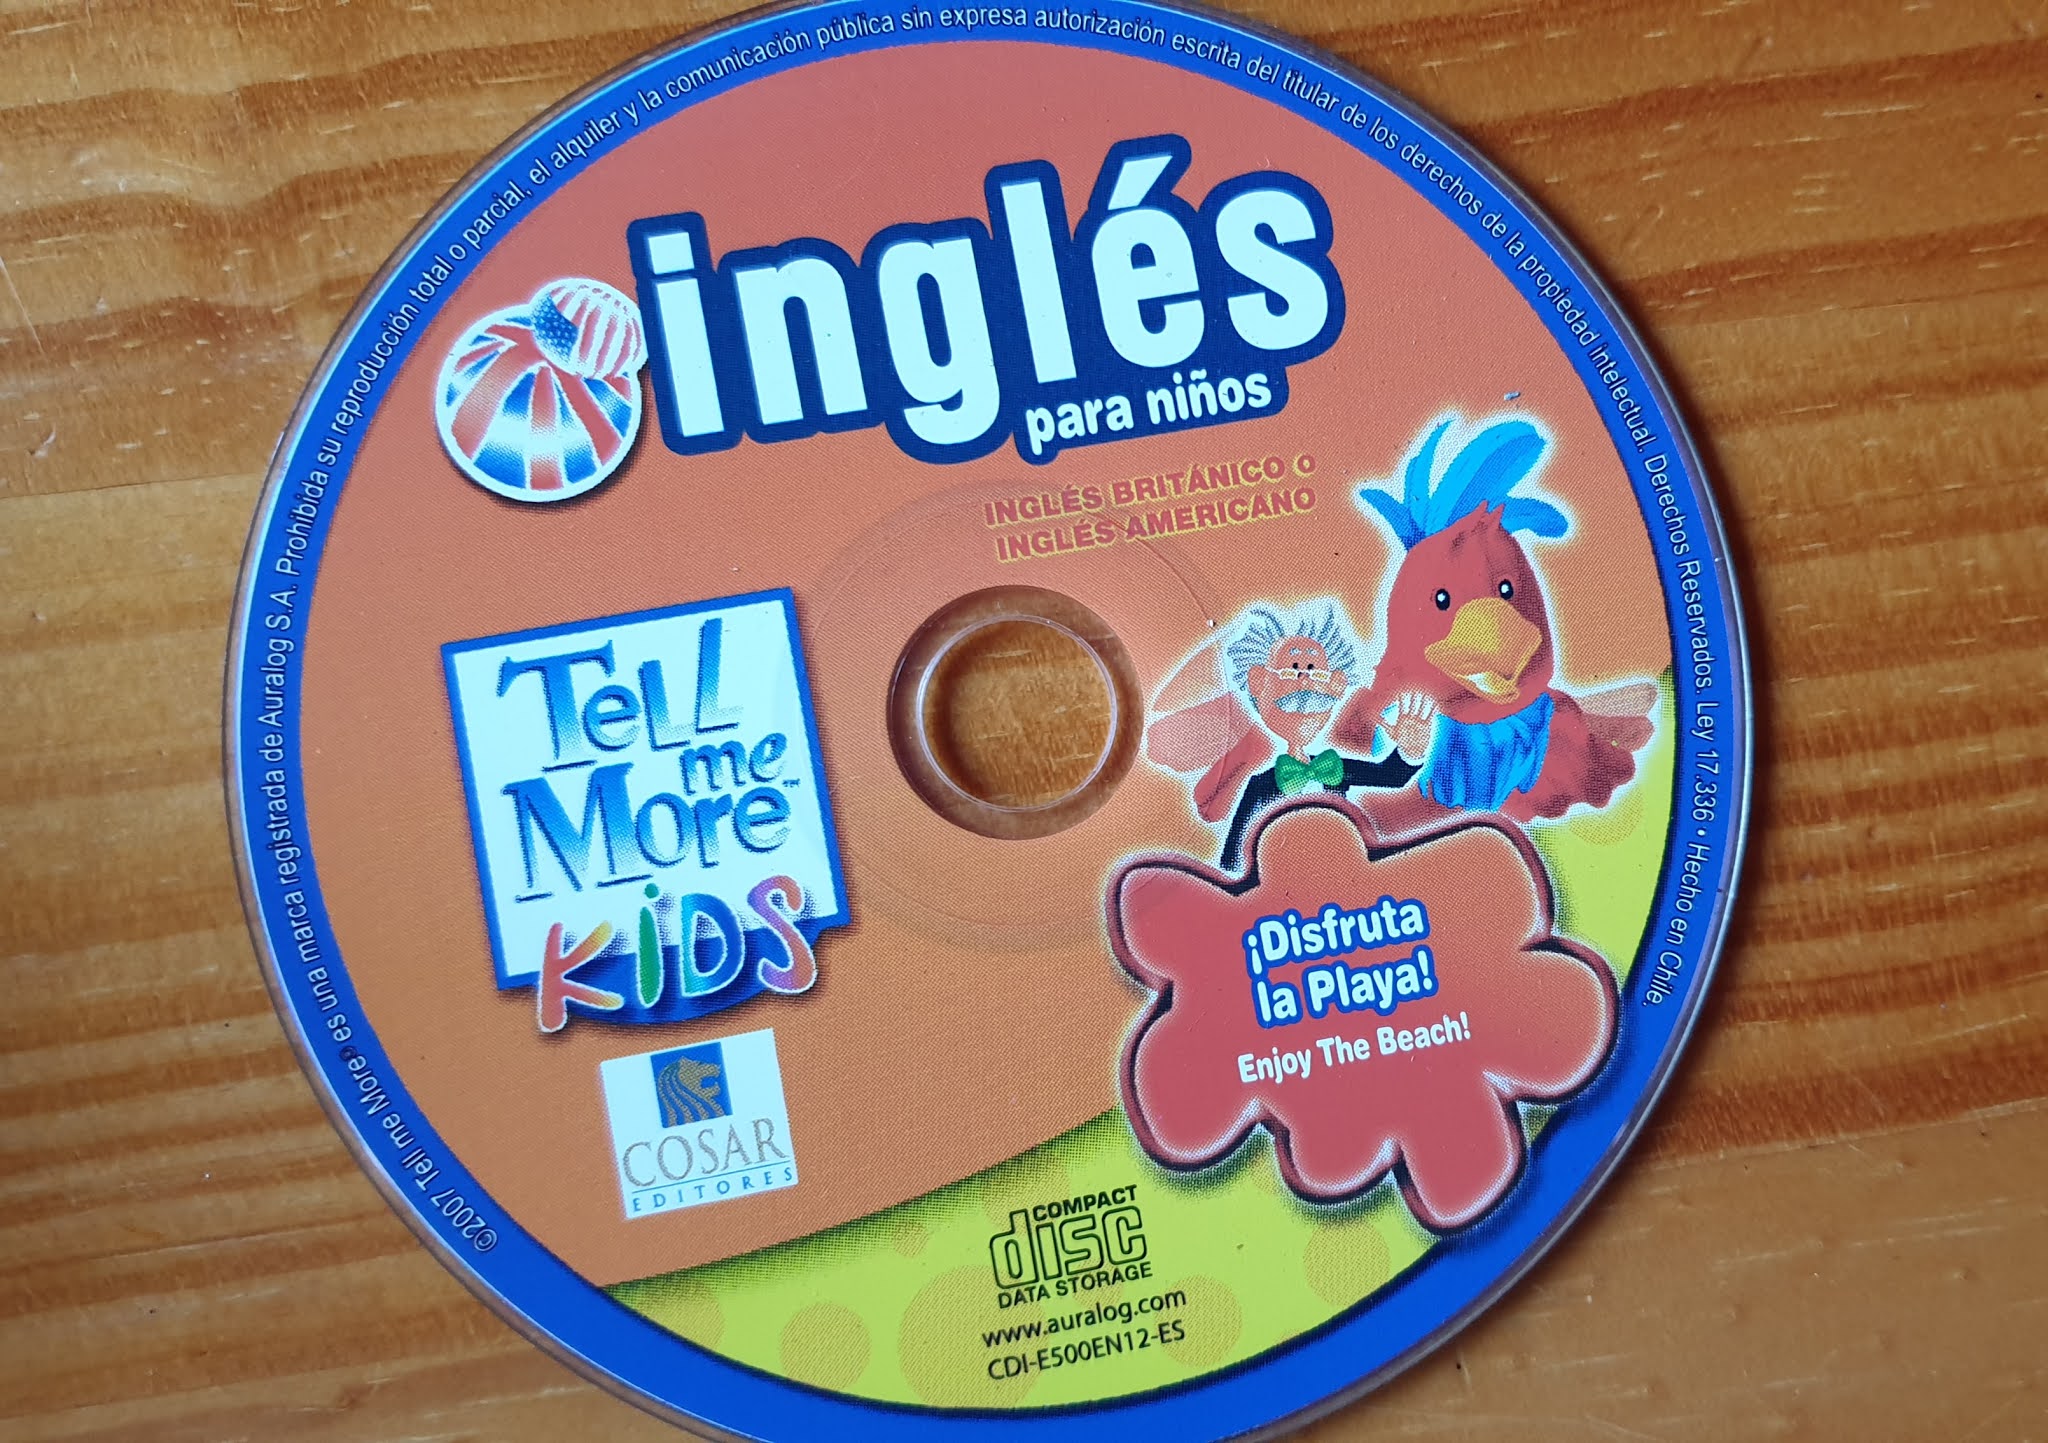 ©2007 Tell me More® es una marca registrada de Auralog S.A. Prohibida su reproducción total o parcial, el alquiler y la comunicación pública sin expresa autorización escrita del titular de los derechos de la propiedad intelectual. Derechos Reservados. Ley 17.336 • Hecho en Chile.
inglés
para niños
INGLÉS BRITÁNICO O
INGLÉS AMERICANO
Tell
me
More™
KiDS
COSAR
EDITORES
¡Disfruta
la Playa!
Enjoy The Beach!
COMPACT
disc
DATA STORAGE
www.auralog.com
CDI-E500EN12-ES